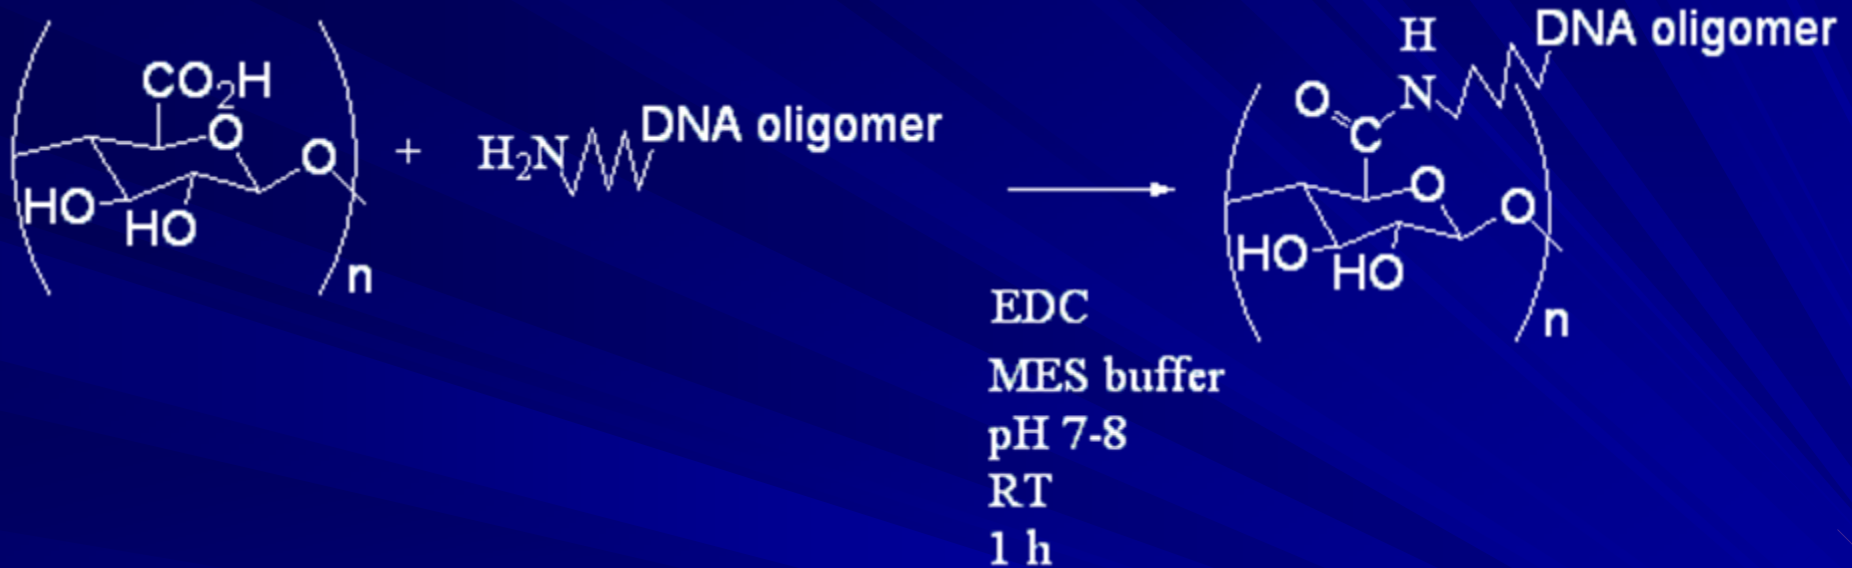 CO₂H
O
O
HO
HO
n
+
H₂N
DNA oligomer
EDC
MES buffer
pH 7-8
RT
1 h
H
N
DNA oligomer
O
C
O
O
HO
HO
n